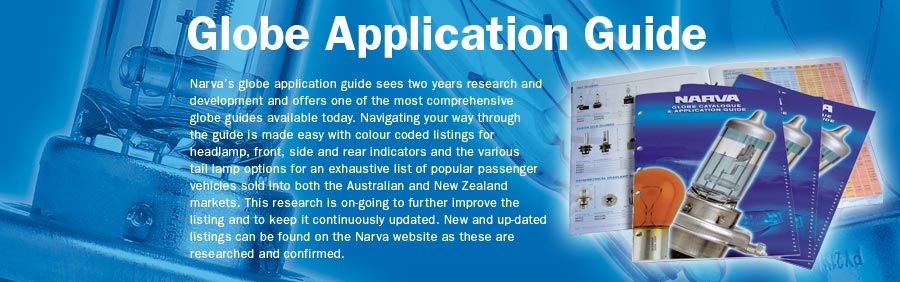 Globe Application Guide
Narva's globe application guide sees two years research and
development and offers one of the most comprehensive
globe guides available today. Navigating your way through
the guide is made easy with colour coded listings for
headlamp, front, side and rear indicators and the various
tail lamp options for an exhaustive list of popular passenger
vehicles sold into both the Australian and New Zealand
markets. This research is on-going to further improve the
listing and to keep it continuously updated. New and up-dated
listings can be found on the Narva website as these are
researched and confirmed.
NARVA
GLOBE CATALOGUE
& APPLICATION GUIDE